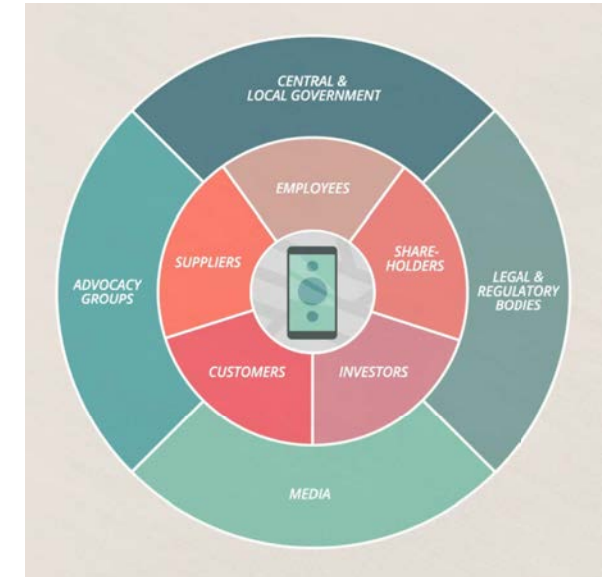 CENTRAL &
LOCAL GOVERNMENT
EMPLOYEES
SUPPLIERS
SHARE-
HOLDERS
ADVOCACY
GROUPS
LEGAL &
REGULATORY
BODIES
CUSTOMERS
INVESTORS
MEDIA